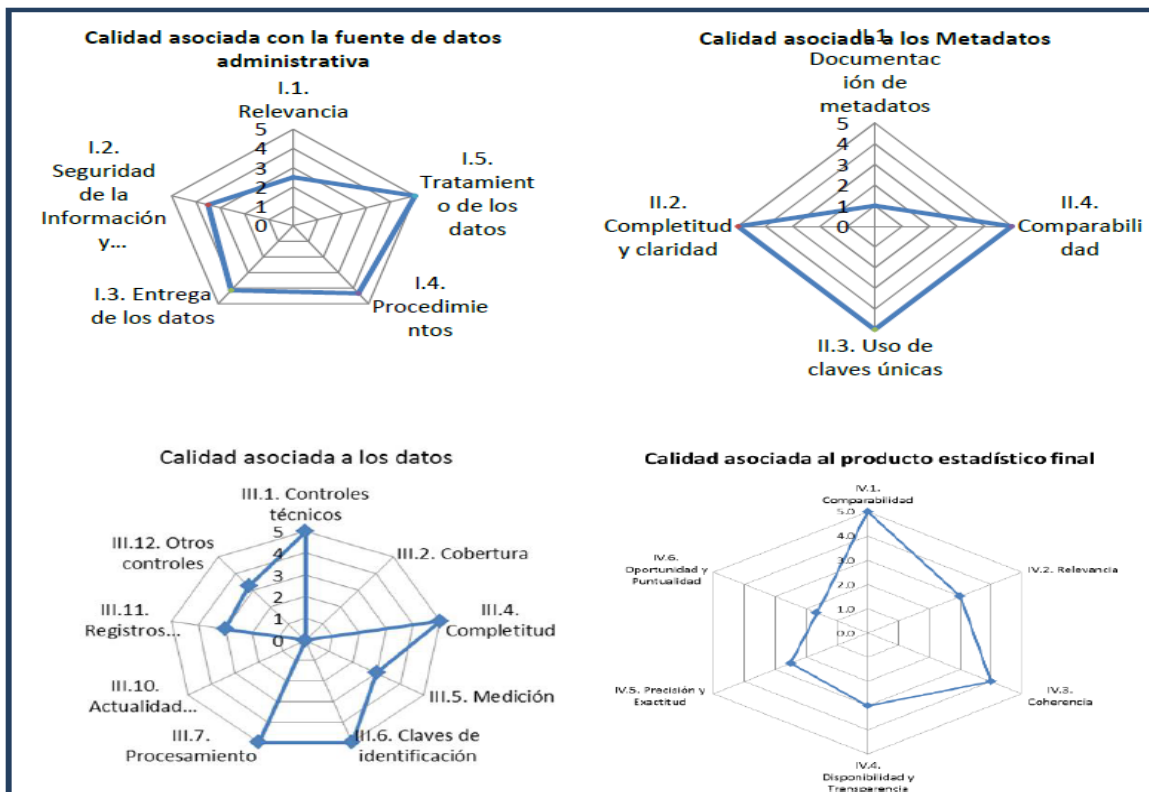 Calidad asociada con la fuente de datos
administrativa
I.1.
Relevancia
5
4
3
2
1
0
I.2.
Seguridad
de la
Información
y...
I.5.
Tratamient
o de los
datos
I.3. Entrega
de los datos
I.4.
Procedimie
ntos
Calidad asociada a los Metadatos
II.1.
Documentac
ión de
metadatos
5
4
3
2
1
0
II.2.
Completitud
y claridad
II.4.
Comparabili
dad
II.3. Uso de
claves únicas
Calidad asociada a los datos
III.1. Controles
técnicos
5
4
3
2
1
0
III.12. Otros
controles
III.2. Cobertura
III.11.
Registros...
III.4.
Completitud
III.10.
Actualidad...
III.5. Medición
III.7.
Procesamiento
III.6. Claves de
identificación
Calidad asociada al producto estadístico final
IV.1.
Comparabilidad
5.0
4.0
3.0
2.0
1.0
0.0
IV.6.
Oportunidad y
Puntualidad
IV.2. Relevancia
IV.5. Precisión y
Exactitud
IV.3.
Coherencia
IV.4.
Disponibilidad y
Transparencia